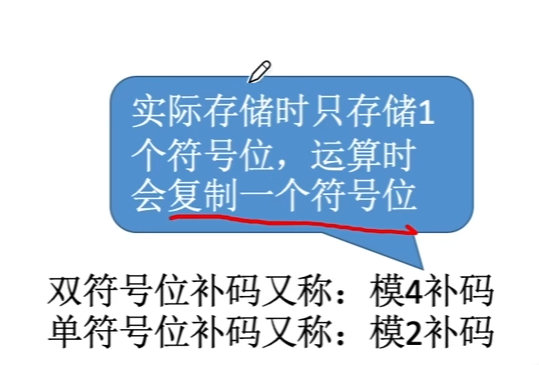 实际存储时只存储1
个符号位，运算时
会复制一个符号位
双符号位补码又称：模4补码
单符号位补码又称：模2补码